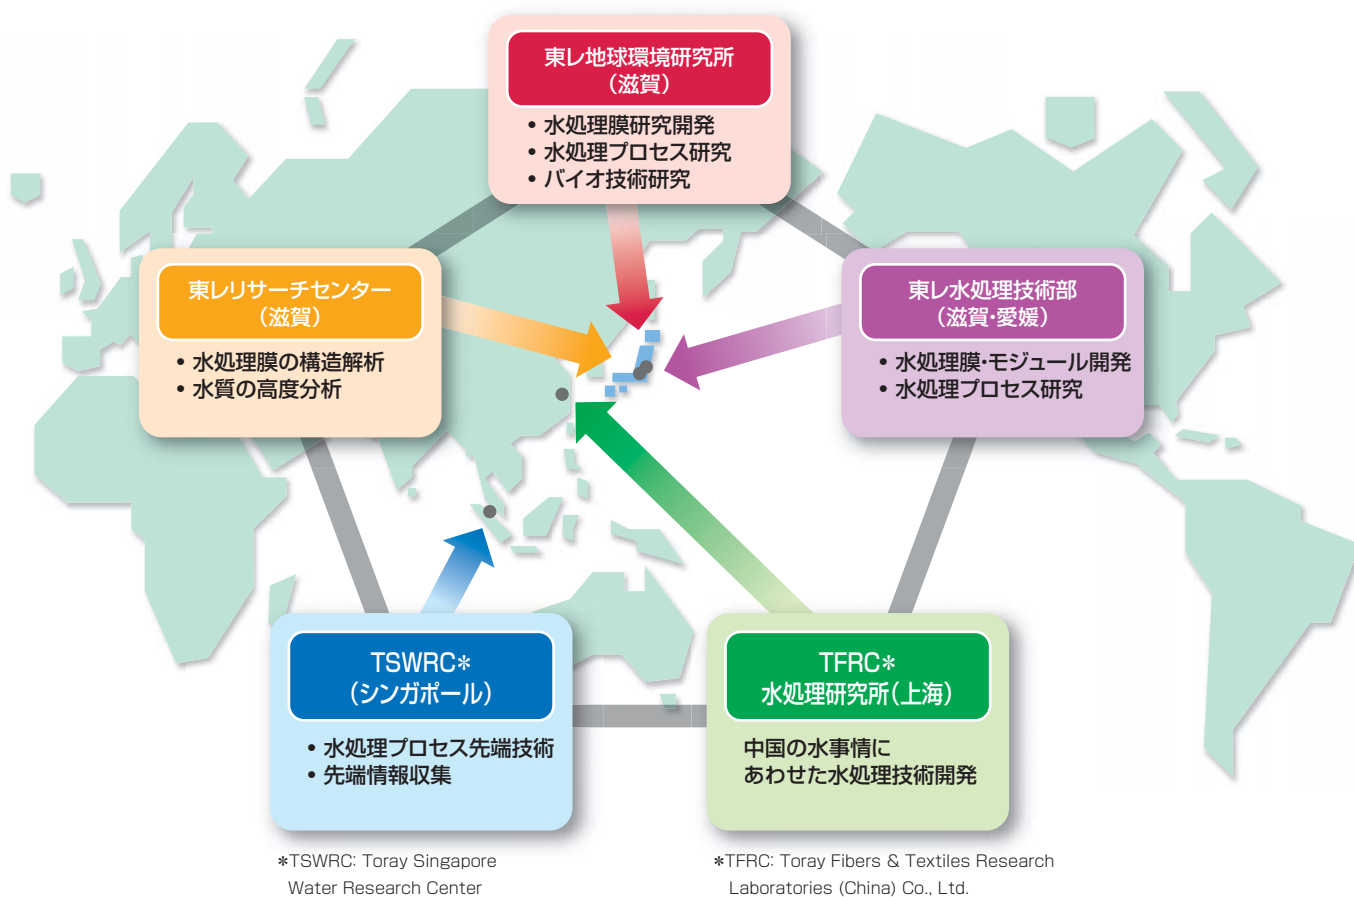 東レ地球環境研究所
(滋賀)
• 水処理膜研究開発
• 水処理プロセス研究
• バイオ技術研究
東レリサーチセンター
(滋賀)
• 水処理膜の構造解析
• 水質の高度分析
東レ水処理技術部
(滋賀・愛媛)
• 水処理膜・モジュール開発
• 水処理プロセス研究
TSWRC*
(シンガポール)
• 水処理プロセス先端技術
• 先端情報収集
TFRC*
水処理研究所(上海)
中国の水事情に
あわせた水処理技術開発
*TSWRC: Toray Singapore
Water Research Center
*TFRC: Toray Fibers & Textiles Research
Laboratories (China) Co., Ltd.